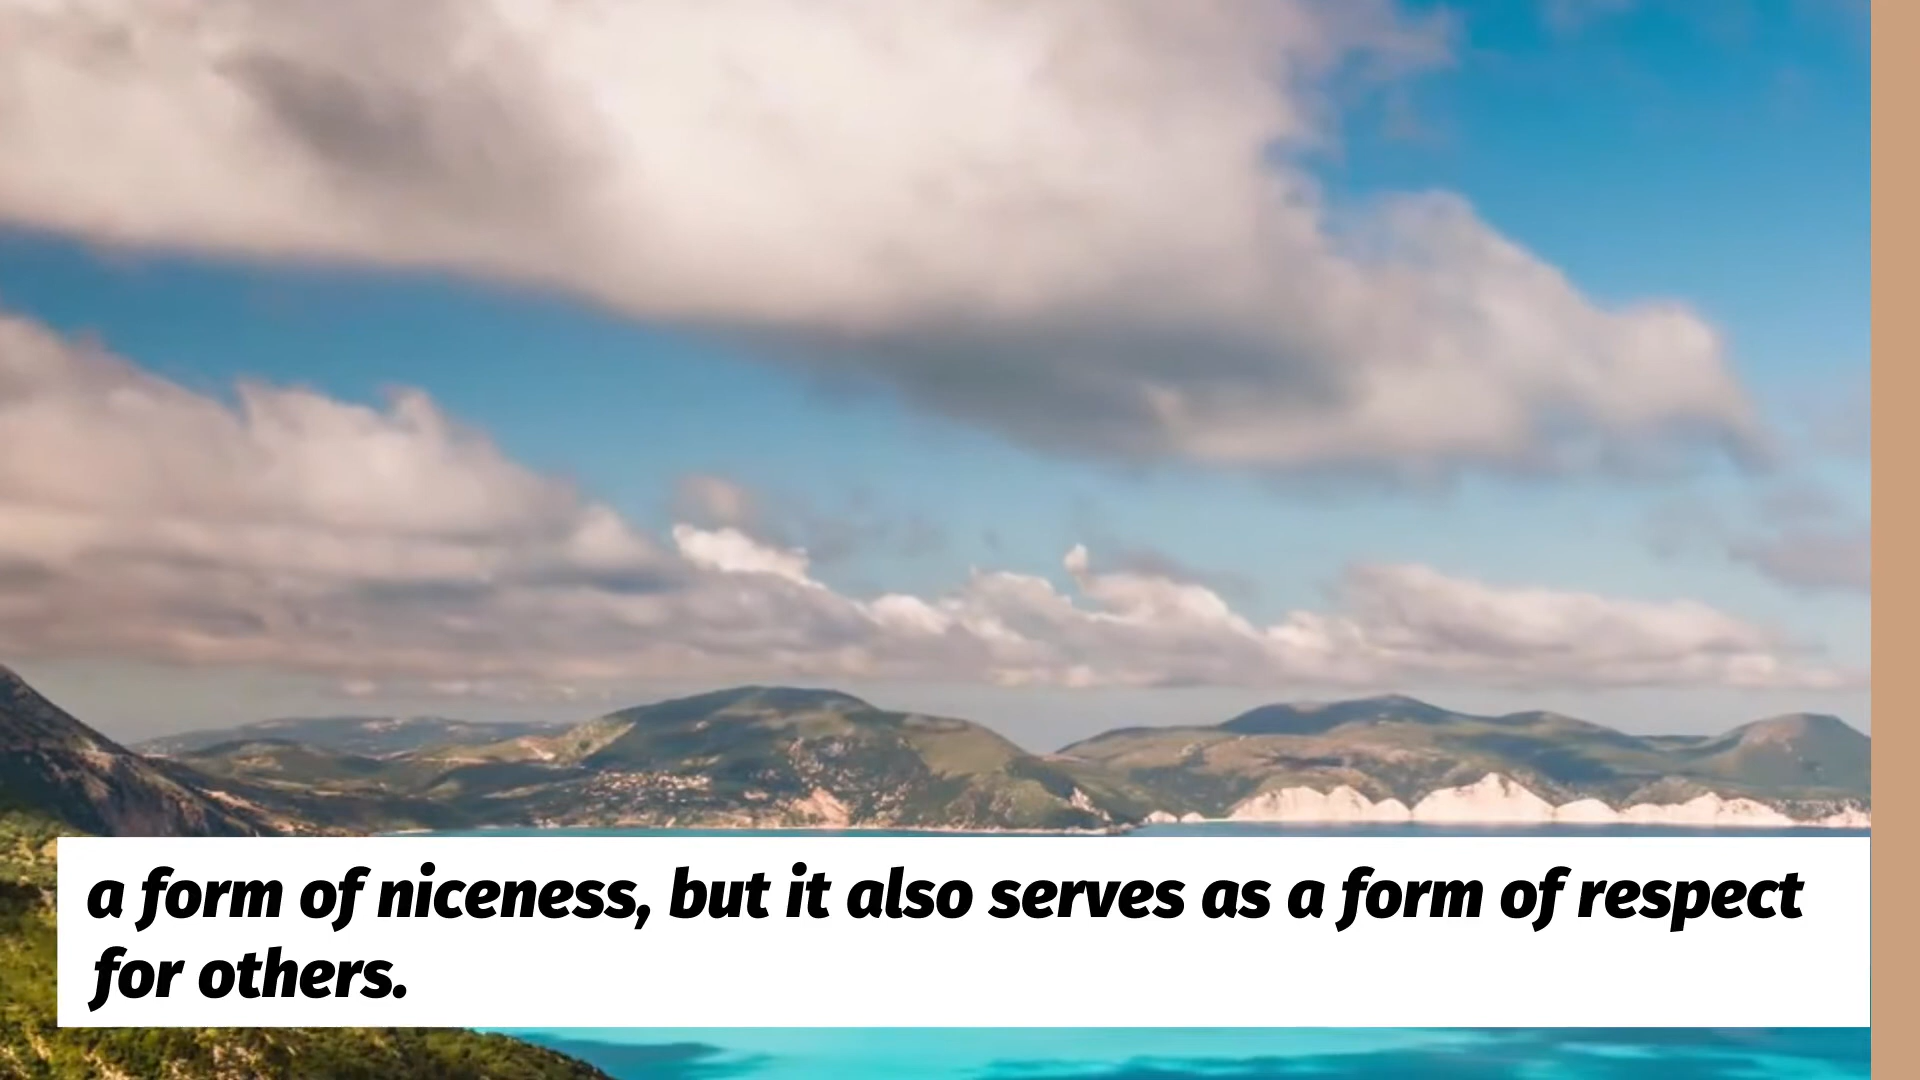 a form of niceness, but it also serves as a form of respect
for others.